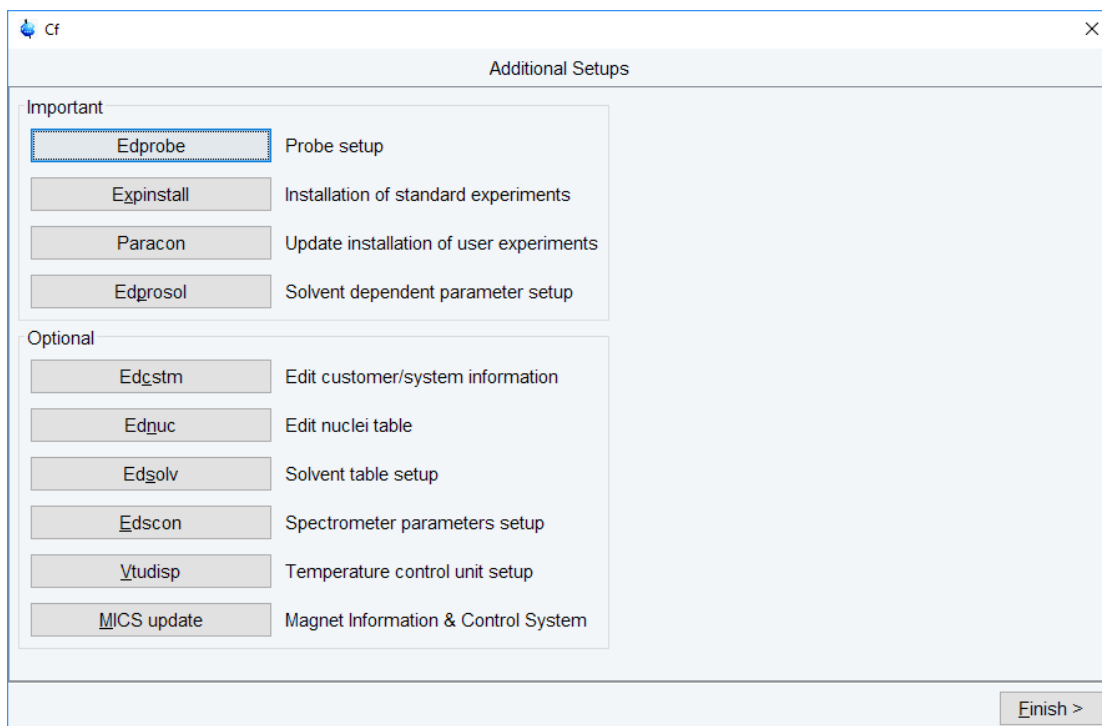 Cf
Additional Setups
Important
Edprobe Probe setup
Expinstall Installation of standard experiments
Paracon Update installation of user experiments
Edprosol Solvent dependent parameter setup
Optional
Edcstm Edit customer/system information
Ednuc Edit nuclei table
Edsolv Solvent table setup
Edscon Spectrometer parameters setup
Vtudisp Temperature control unit setup
MICS update Magnet Information & Control System
Finish >